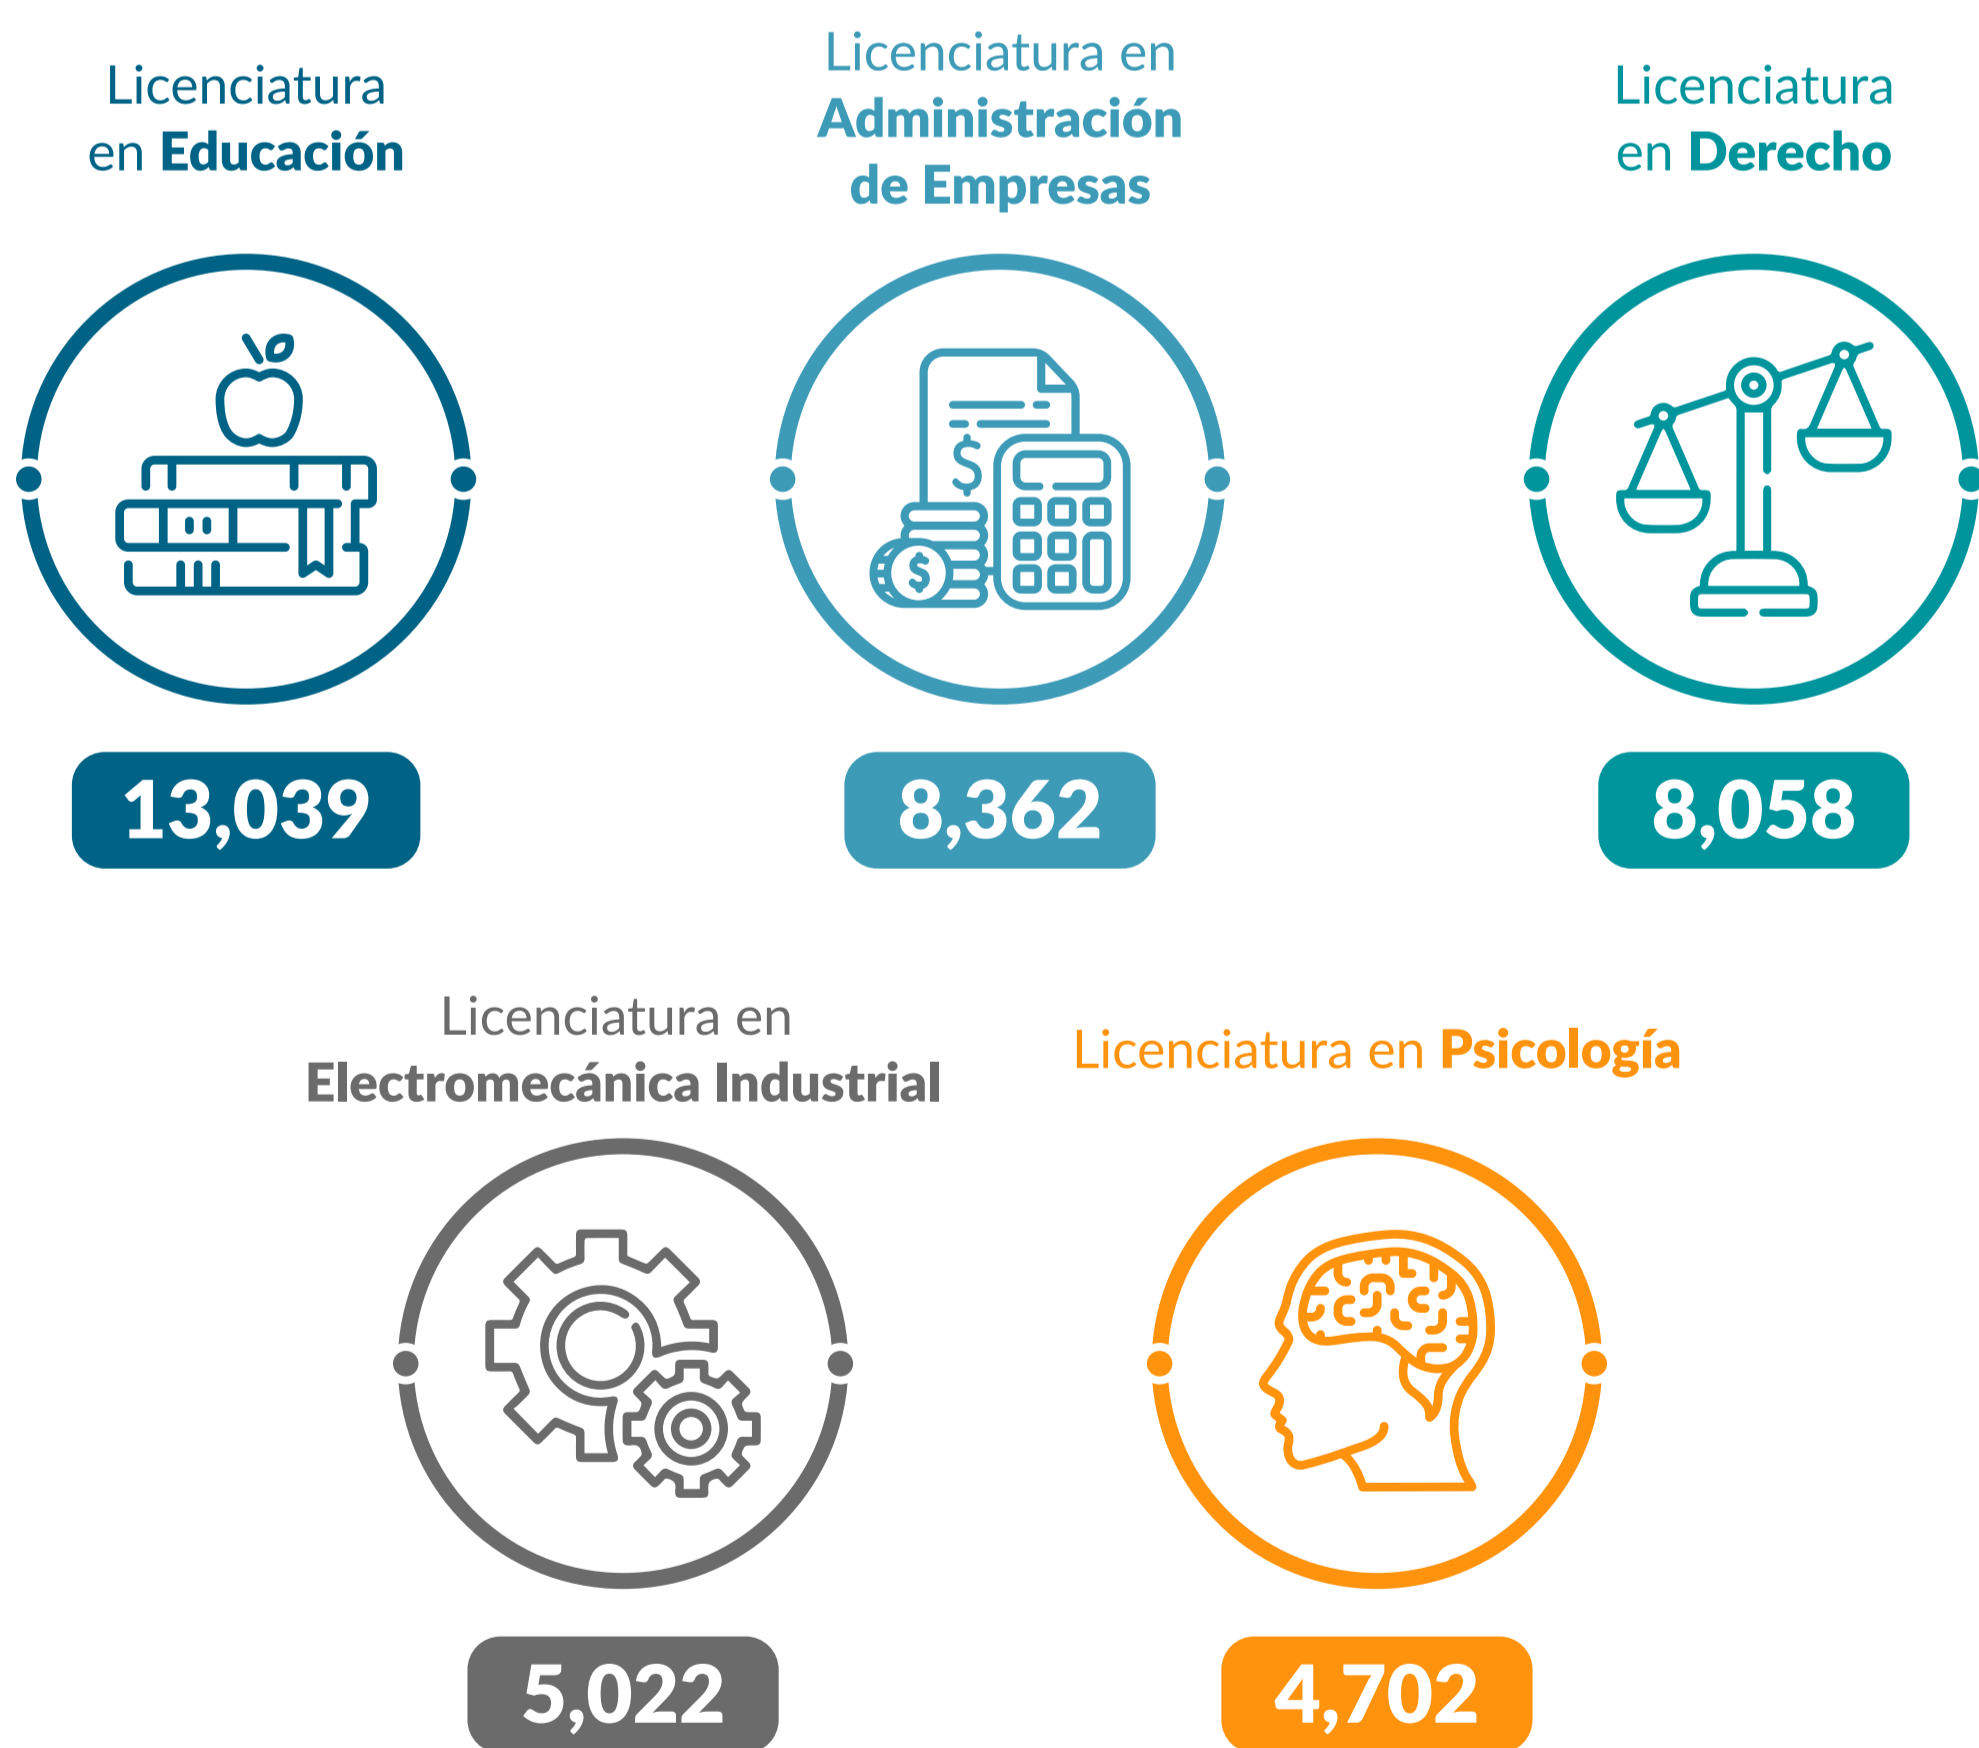 Licenciatura
en Educación
13,039
Licenciatura en
Administración
de Empresas
$
$
8,362
Licenciatura
en Derecho
8,058
Licenciatura en
Electromecánica Industrial
5,022
Licenciatura en Psicología
4,702